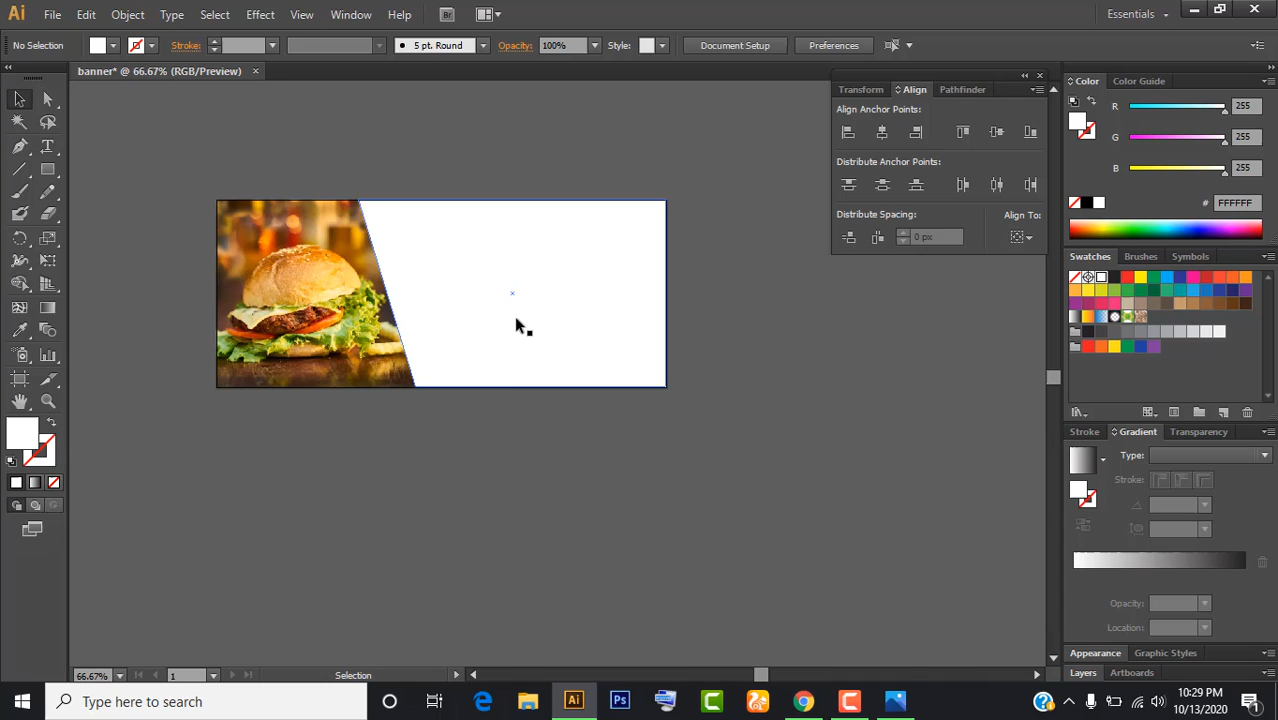 Ai File Edit Object Type Select Effect View Window Help Br Essentials
No Selection Stroke: 5 pt. Round Opacity: 100% Style: Document Setup Preferences
banner* @ 66.67% (RGB/Preview)
Transform Align Pathfinder
Align Anchor Points:
Distribute Anchor Points:
Distribute Spacing: Align To:
0 px
Color Color Guide
R 255
G 255
B 255
# FFFFFF
Swatches Brushes Symbols
Stroke Gradient Transparency
Type:
Stroke:
Opacity:
Location:
Appearance Graphic Styles
Layers Artboards
66.67% 1 Selection
Type here to search Ai Ps 10:29 PM
10/13/2020